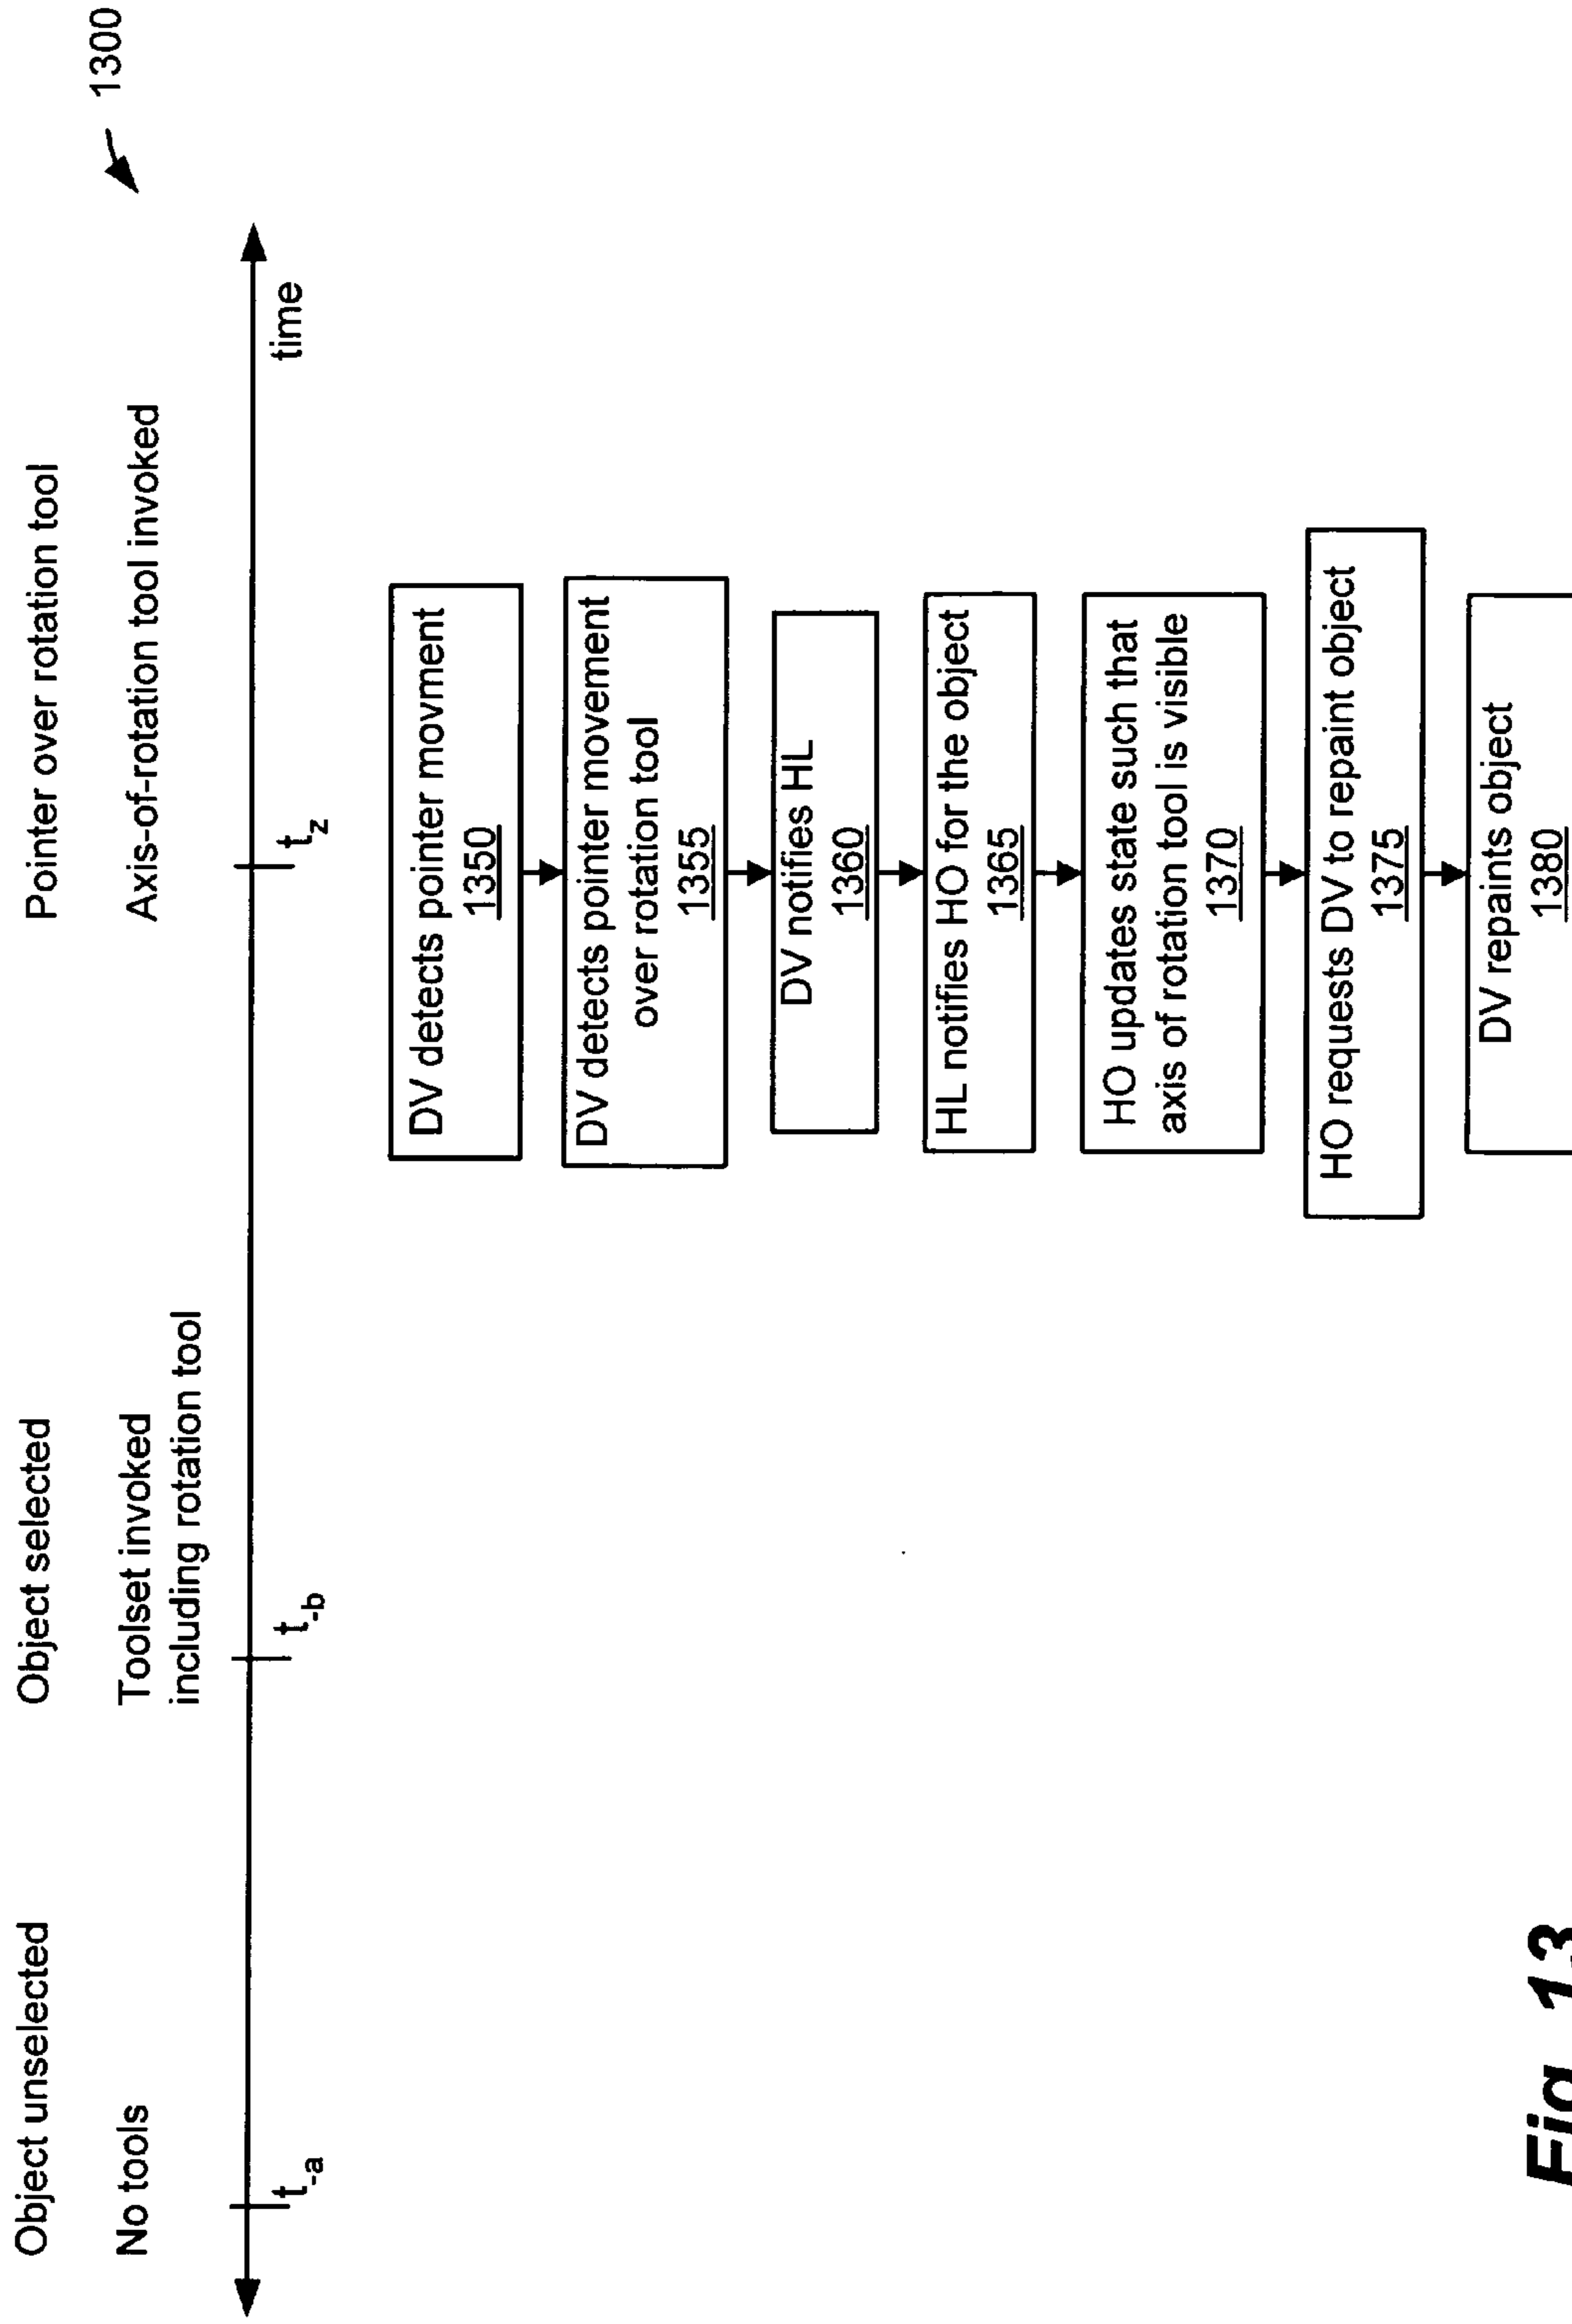 1300
Object unselected
Object selected
Pointer over rotation tool
No tools
Toolset invoked
including rotation tool
Axis-of-rotation tool invoked
t-a
t-b
tz
time
DV detects pointer movment
1350
DV detects pointer movement
over rotation tool
1355
DV notifies HL
1360
HL notifies HO for the object
1365
HO updates state such that
axis of rotation tool is visible
1370
HO requests DV to repaint object
1375
DV repaints object
1380
Fig. 13